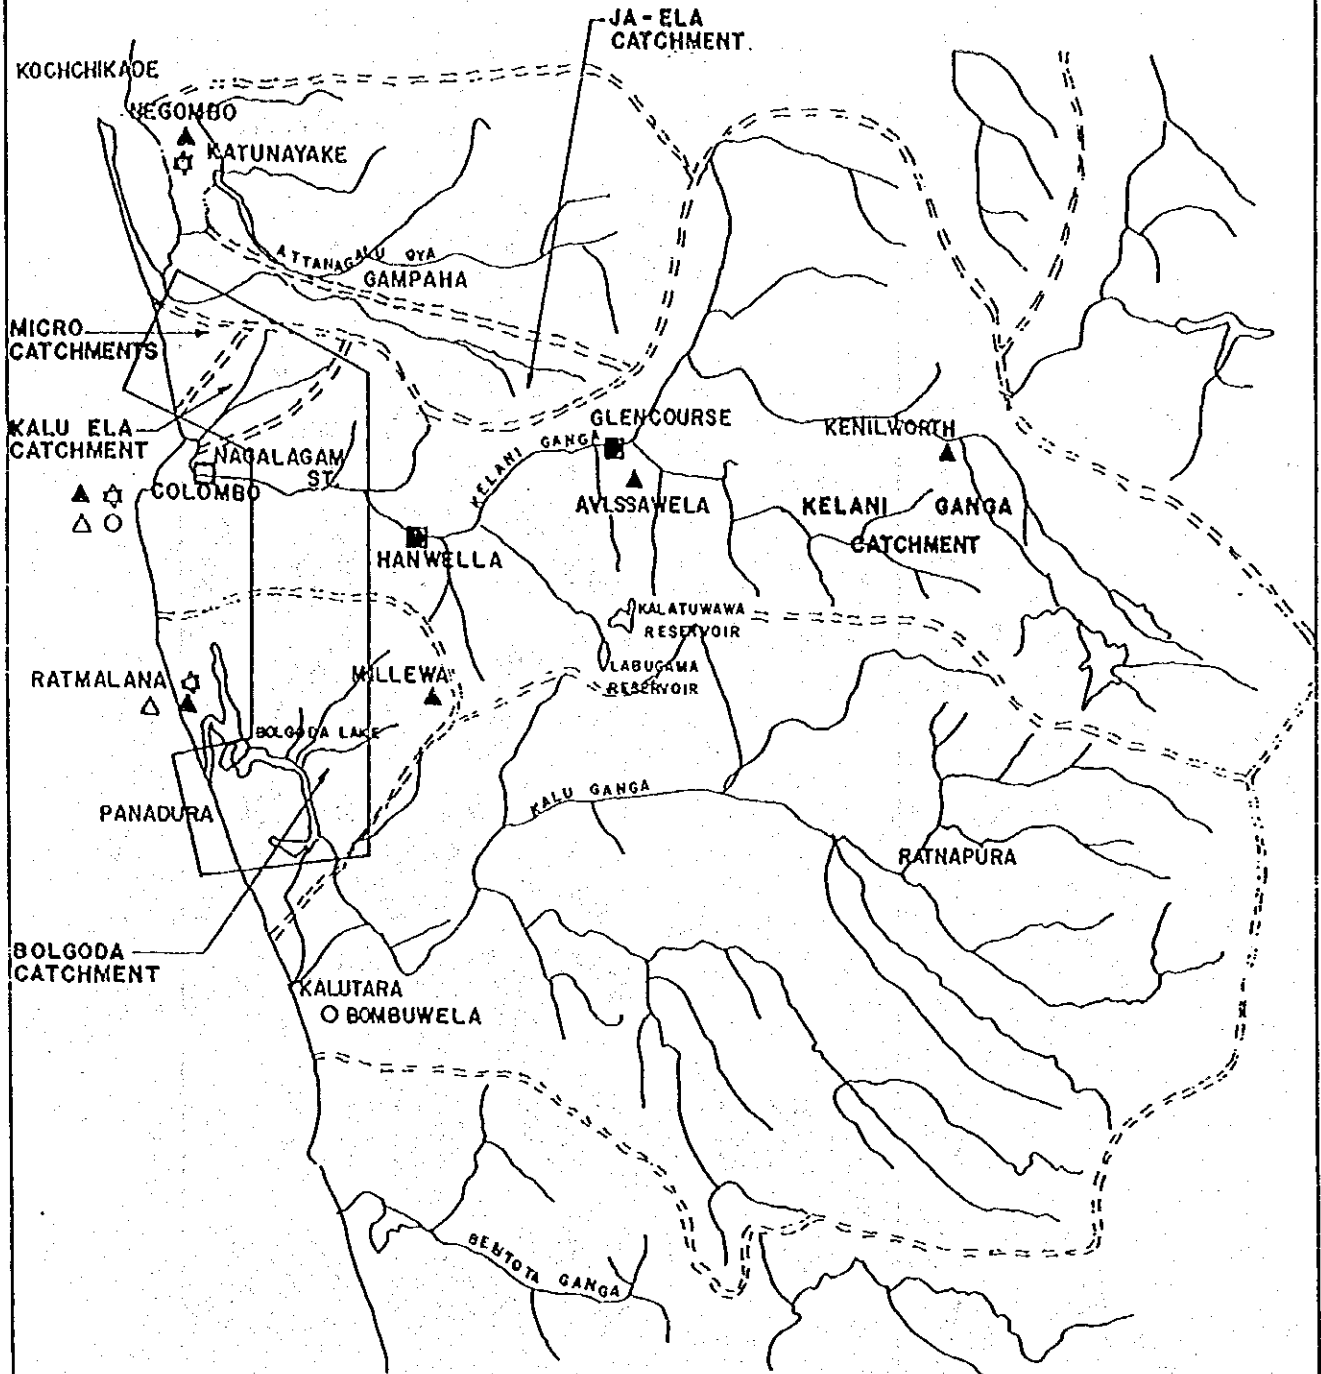 JA-ELA
CATCHMENT.
KOCHCHIKADE
NEGOMBO
KATUNAYAKE
ATTANAGALU OYA
GAMPAHA
MICRO
CATCHMENTS
GLENCOURSE
KENILWORTH
KALU ELA
CATCHMENT
NAGALAGAM
ST.
KELANI GANGA
COLOMBO
AVISSAWELA
KELANI GANGA
CATCHMENT
HANWELLA
KALATUWAWA
RESERVOIR
LABUGAMA
RESERVOIR
RATMALANA
MILLEWA
BOLGODA LAKE
KALU GANGA
PANADURA
RATNAPURA
BOLGODA
CATCHMENT
KALUTARA
BOMBUWELA
BENTOTA GANGA